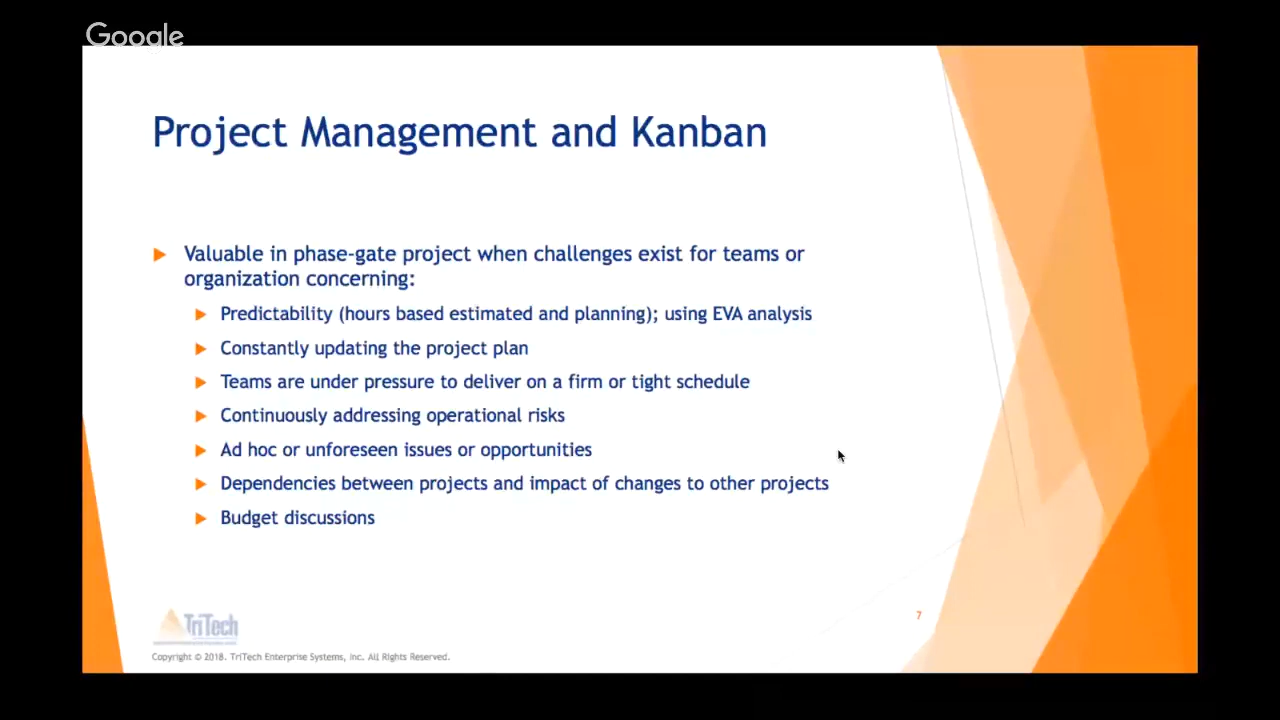 Google
Project Management and Kanban
Valuable in phase-gate project when challenges exist for teams or
organization concerning:
Predictability (hours based estimated and planning); using EVA analysis
Constantly updating the project plan
Teams are under pressure to deliver on a firm or tight schedule
Continuously addressing operational risks
Ad hoc or unforeseen issues or opportunities
Dependencies between projects and impact of changes to other projects
Budget discussions
7
TriTech
Copyright © 2018. TriTech Enterprise Systems, Inc. All Rights Reserved.